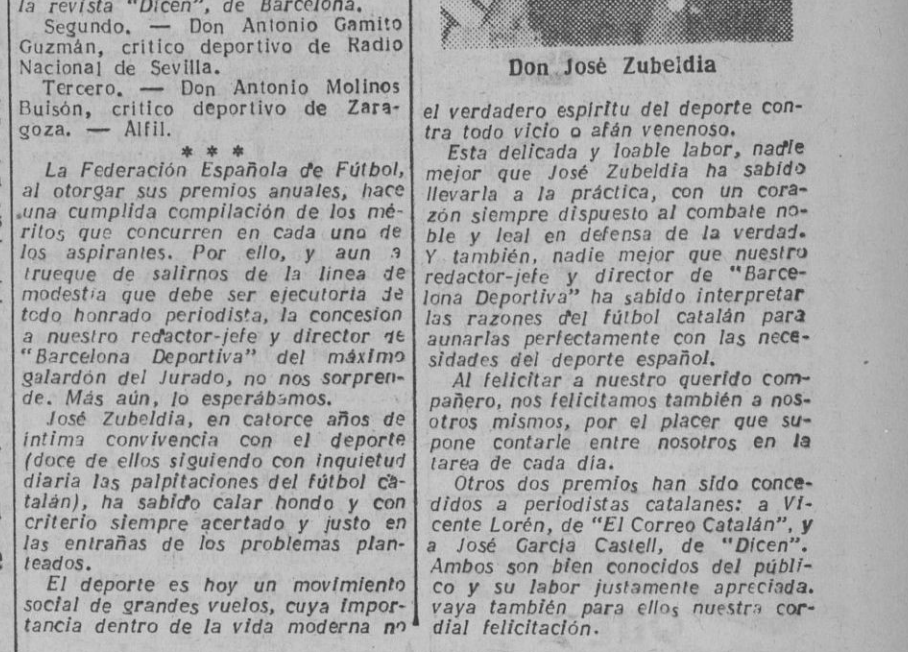 la revista "Dicen", de Barcelona.
Segundo. — Don Antonio Gamito
Guzmán, critico deportivo de Radio
Nacional de Sevilla.
Tercero. — Don Antonio Molinos
Buisón, critico deportivo de Zara-
goza. — Alfil.
* * *
La Federación Española de Fútbol,
al otorgar sus premios anuales, hace
una cumplida compilación de los mé-
ritos que concurren en cada uno de
los aspirantes. Por ello, y aun a
trueque de salirnos de la linea de
modestia que debe ser ejecutoria de
todo honrado periodista, la concesion
a nuestro redactor-jefe y director de
"Barcelona Deportiva" del máximo
galardón del Jurado, no nos sorpren-
de. Más aún, lo esperábamos.
José Zubeldia, en catorce años de
intima convivencia con el deporte
(doce de ellos siguiendo con inquietud
diaria las palpitaciones del fútbol ca-
talán), ha sabido calar hondo y con
criterio siempre acertado y justo en
las entrañas de los problemas plan-
teados.
El deporte es hoy un movimiento
social de grandes vuelos, cuya impor-
tancia dentro de la vida moderna no
Don José Zubeldia
el verdadero espiritu del deporte con-
tra todo vicio o afán venenoso.
Esta delicada y loable labor, nadie
mejor que José Zubeldia ha sabido
llevarla a la práctica, con un cora-
zón siempre dispuesto al combate no-
ble y leal en defensa de la verdad.
Y también, nadie mejor que nuestro
redactor-jefe y director de "Barce-
lona Deportiva" ha sabido interpretar
las razones del fútbol catalán para
aunarlas perfectamente con las nece-
sidades del deporte español.
Al felicitar a nuestro querido com-
pañero, nos felicitamos también a nos-
otros mismos, por el placer que su-
pone contarle entre nosotros en la
tarea de cada día.
Otros dos premios han sido conce-
didos a periodistas catalanes: a Vi-
cente Lorén, de "El Correo Catalán", y
a José García Castell, de "Dicen".
Ambos son bien conocidos del públi-
co y su labor justamente apreciada.
vaya también para ellos nuestra cor-
dial felicitación.